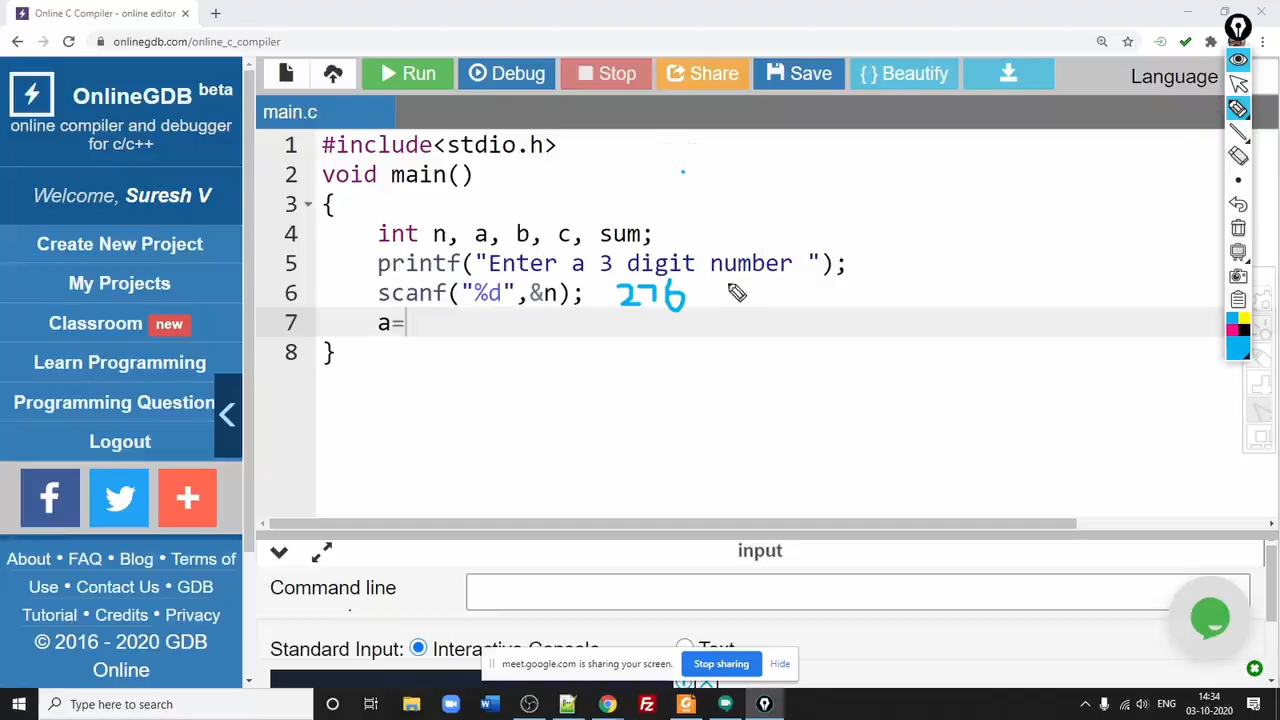 Online C Compiler - online editor
onlinegdb.com/online_c_compiler
OnlineGDB beta
online compiler and debugger
for c/c++
Welcome, Suresh V
Create New Project
My Projects
Classroom new
Learn Programming
Programming Question
Logout
About • FAQ • Blog • Terms of
Use • Contact Us • GDB
Tutorial • Credits • Privacy
© 2016 - 2020 GDB
Online
Run
Debug
Stop
Share
Save
{ } Beautify
Language
main.c
1 #include<stdio.h>
2 void main()
3 {
4 int n, a, b, c, sum;
5 printf("Enter a 3 digit number ");
6 scanf("%d",&n); 276
7 a=
8 }
input
Command line
Standard Input: Interactive Console Text
meet.google.com is sharing your screen. Stop sharing Hide
Type here to search
ENG
14:34
03-10-2020